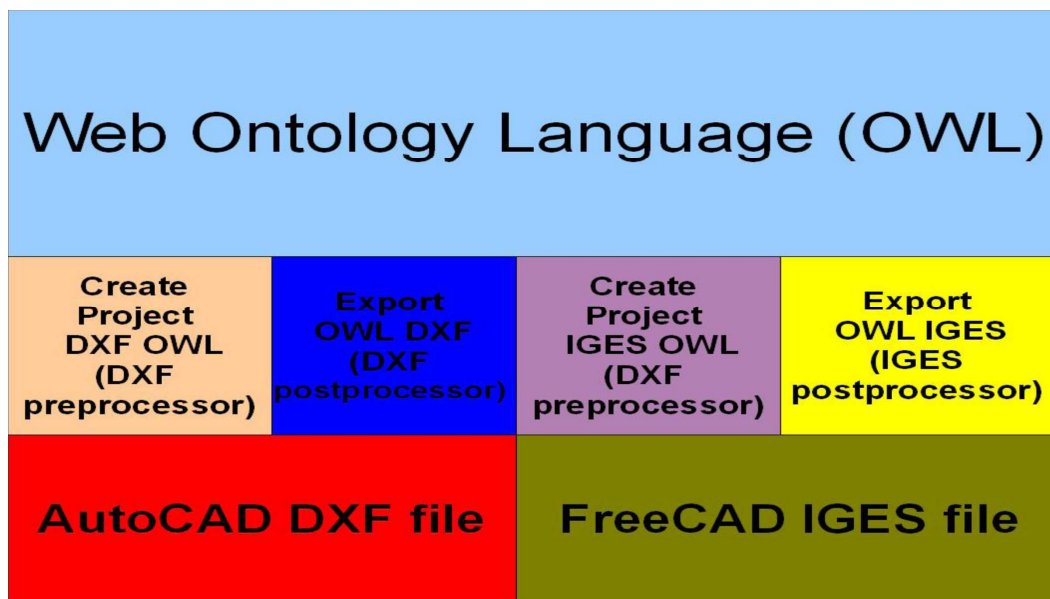 Web Ontology Language (OWL)
Create
Project
DXF OWL
(DXF
preprocessor)
Export
OWL DXF
(DXF
postprocessor)
Create
Project
IGES OWL
(DXF
preprocessor)
Export
OWL IGES
(IGES
postprocessor)
AutoCAD DXF file
FreeCAD IGES file